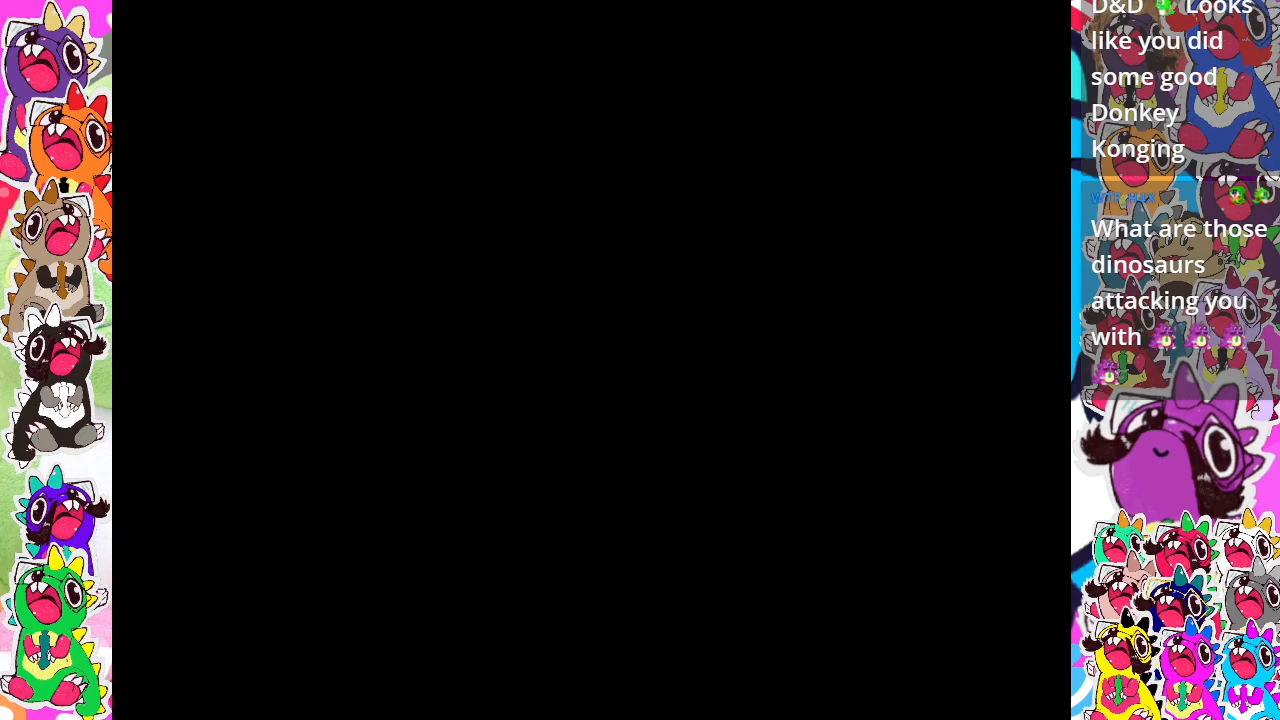 D&D Looks
like you did
some good
Donkey
Konging
What are those
dinosaurs
attacking you
with